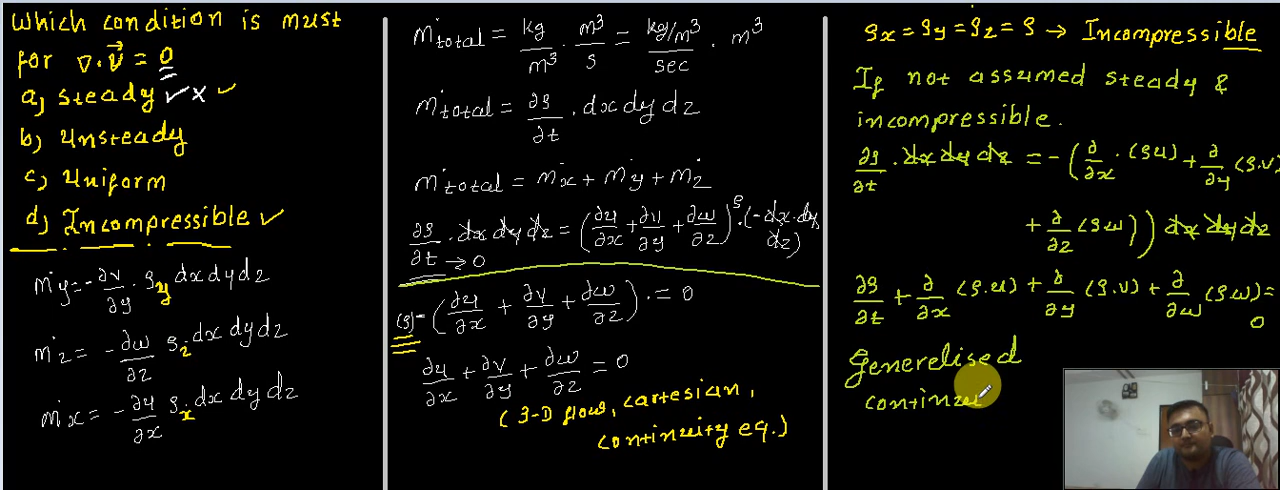 Which condition is must
for ∇.V⃗ = 0
a) steady ✓× ✓
b) Unsteady
c) Uniform
d) Incompressible ✓
ṁy = -∂v/∂y . ρy dx dy dz
ṁz = -∂w/∂z ρz dx dy dz
ṁx = -∂u/∂x ρx dx dy dz
ṁtotal = kg/m³ . m³/s = kg/m³/sec . m³
ṁtotal = ∂ρ/∂t . dx dy dz
ṁtotal = ṁx + ṁy + ṁz
∂ρ/∂t . dx dy dz = (∂u/∂x + ∂v/∂y + ∂w/∂z)ρ.(-dx.dy
→ 0 dz)
(ρ)-(∂u/∂x + ∂v/∂y + ∂w/∂z) . = 0
∂u/∂x + ∂v/∂y + ∂w/∂z = 0
(3-D flow, cartesian,
continuity eq.)
ρx = ρy = ρz = ρ → Incompressible
If not assumed steady &
incompressible.
∂ρ/∂t . dx dy dz = -(∂/∂x . (ρu) + ∂/∂y (ρ.v)
+ ∂/∂z (ρw)) dx dy dz
∂ρ/∂t + ∂/∂x (ρ.u) + ∂/∂y (ρ.v) + ∂/∂w (ρ.w) =
0
Generelised
continu